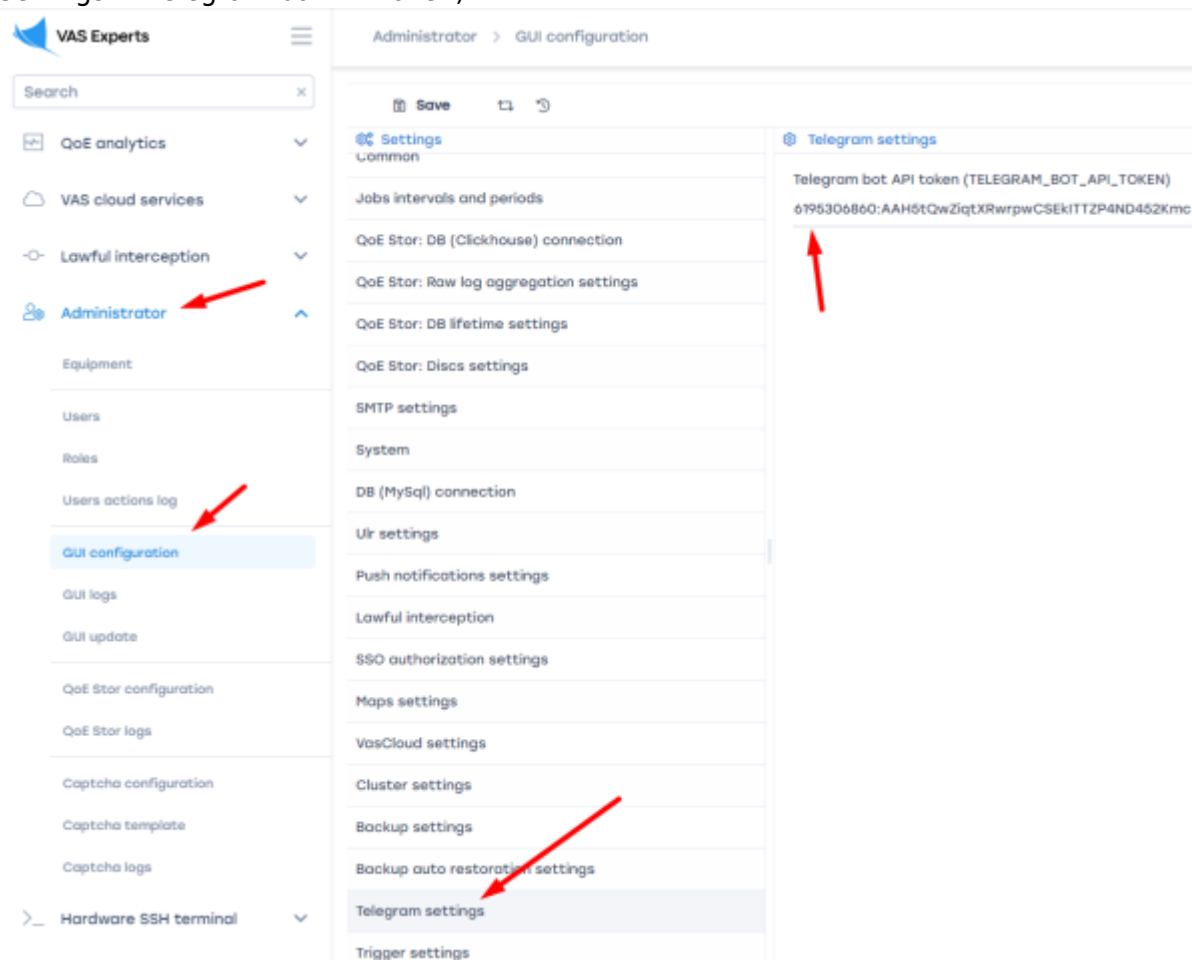 VAS Experts
Administrator > GUI configuration
Search
Save
QoE analytics
VAS cloud services
Lawful interception
Administrator
Equipment
Users
Roles
Users actions log
GUI configuration
GUI logs
GUI update
QoE Stor configuration
QoE Stor logs
Captcha configuration
Captcha template
Captcha logs
Hardware SSH terminal
Settings
Common
Jobs intervals and periods
QoE Stor: DB (Clickhouse) connection
QoE Stor: Raw log aggregation settings
QoE Stor: DB lifetime settings
QoE Stor: Discs settings
SMTP settings
System
DB (MySql) connection
Ulr settings
Push notifications settings
Lawful interception
SSO authorization settings
Maps settings
VasCloud settings
Cluster settings
Backup settings
Backup auto restoration settings
Telegram settings
Trigger settings
Telegram settings
Telegram bot API token (TELEGRAM_BOT_API_TOKEN)